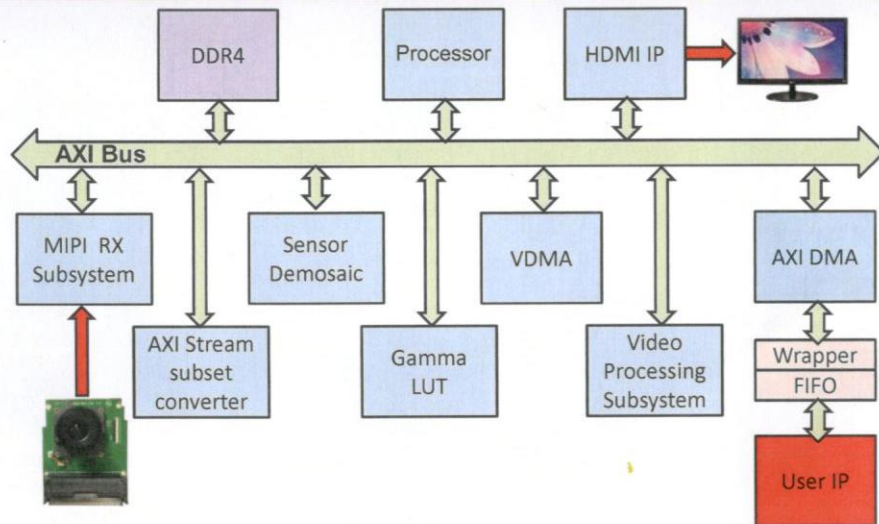 DDR4
Processor
HDMI IP
AXI Bus
MIPI RX
Subsystem
Sensor
Demosaic
VDMA
AXI DMA
AXI Stream
subset
converter
Gamma
LUT
Video
Processing
Subsystem
Wrapper
FIFO
User IP